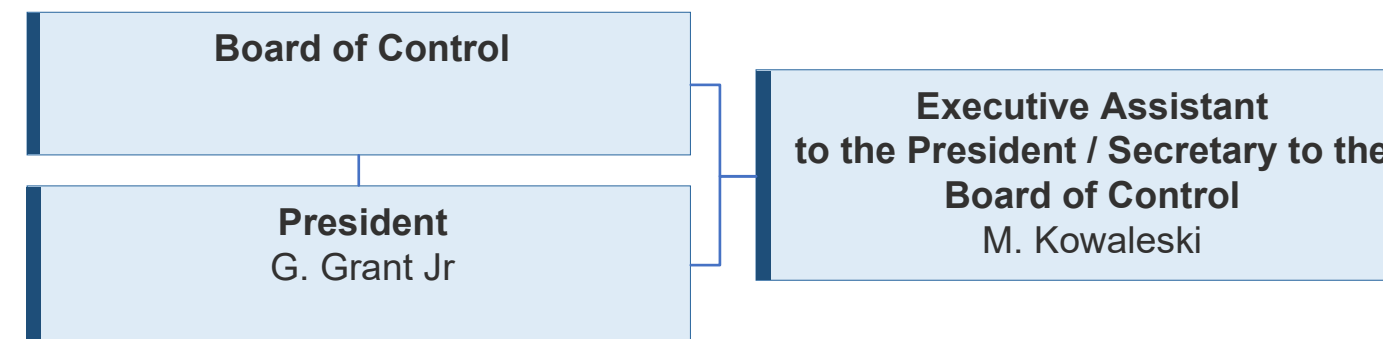 Board of Control
President
G. Grant Jr
Executive Assistant
to the President / Secretary to the
Board of Control
M. Kowaleski